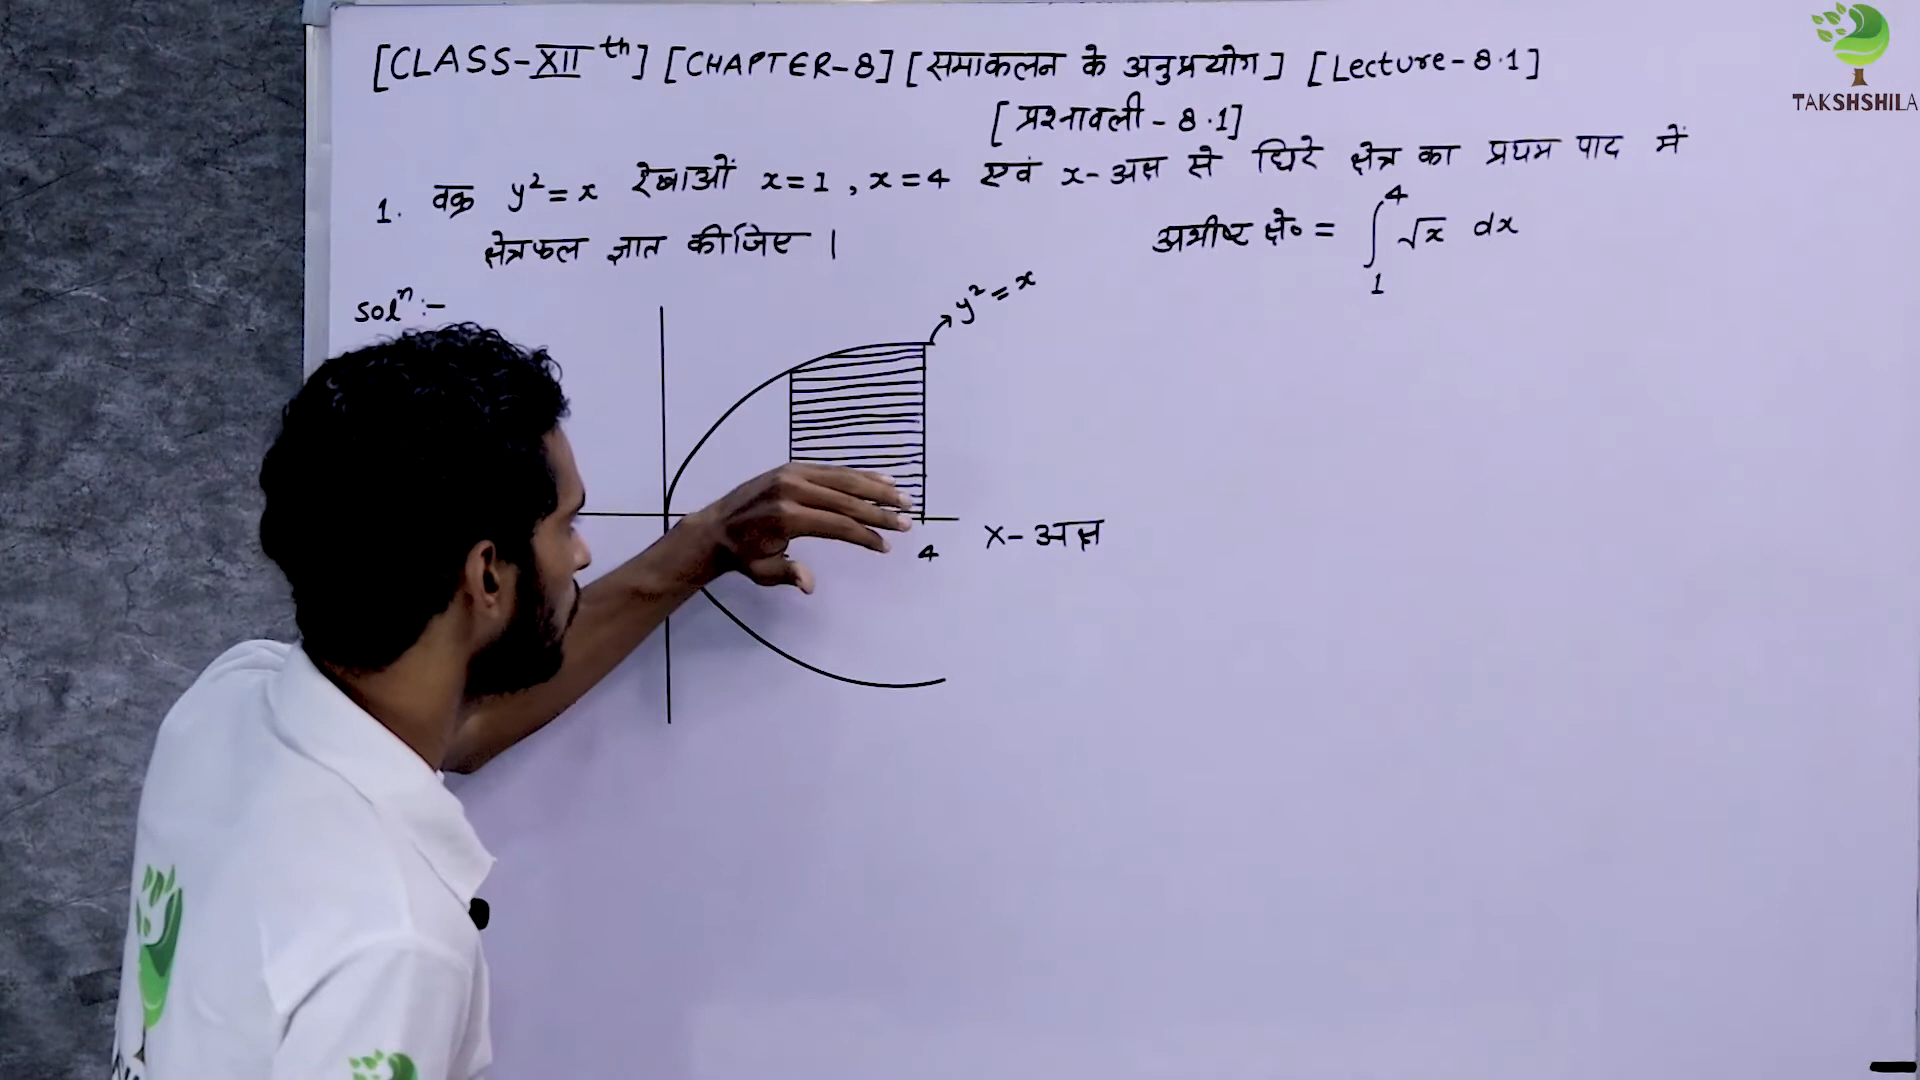 [CLASS-XII th] [CHAPTER-8] [समाकलन के अनुप्रयोग] [Lecture-8.1]
[प्रश्नावली-8.1]
1. वक्र y²=x रेखाओं x=1, x=4 एवं x-अक्ष से घिरे क्षेत्र का प्रथम पाद में
क्षेत्रफल ज्ञात कीजिए।
अभीष्ट क्षे० = ∫₁⁴ √x dx
Solⁿ:-
y²=x
X-अक्ष
4
TAKSHSHILA